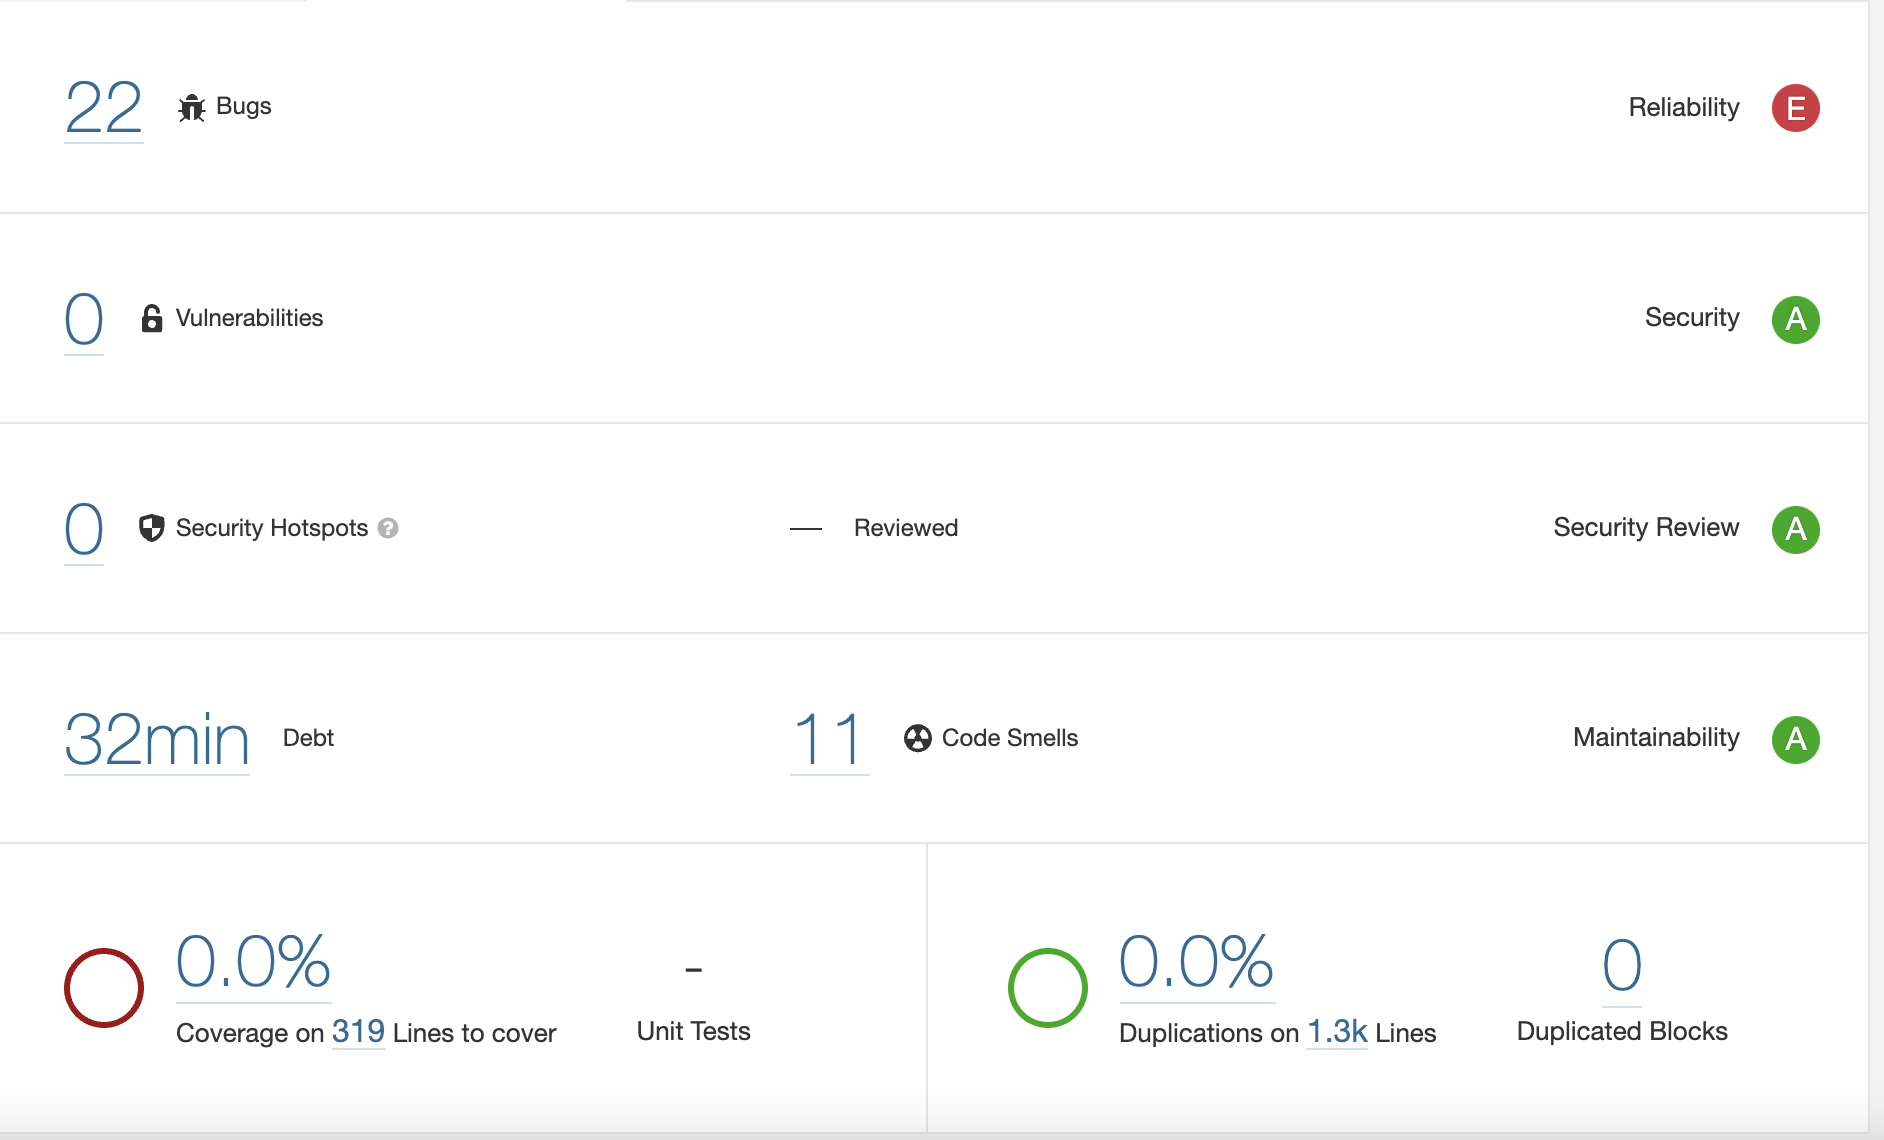 22 Bugs Reliability E
0 Vulnerabilities Security A
0 Security Hotspots ? — Reviewed Security Review A
32min Debt 11 Code Smells Maintainability A
0.0% - 0.0% 0
Coverage on 319 Lines to cover Unit Tests Duplications on 1.3k Lines Duplicated Blocks